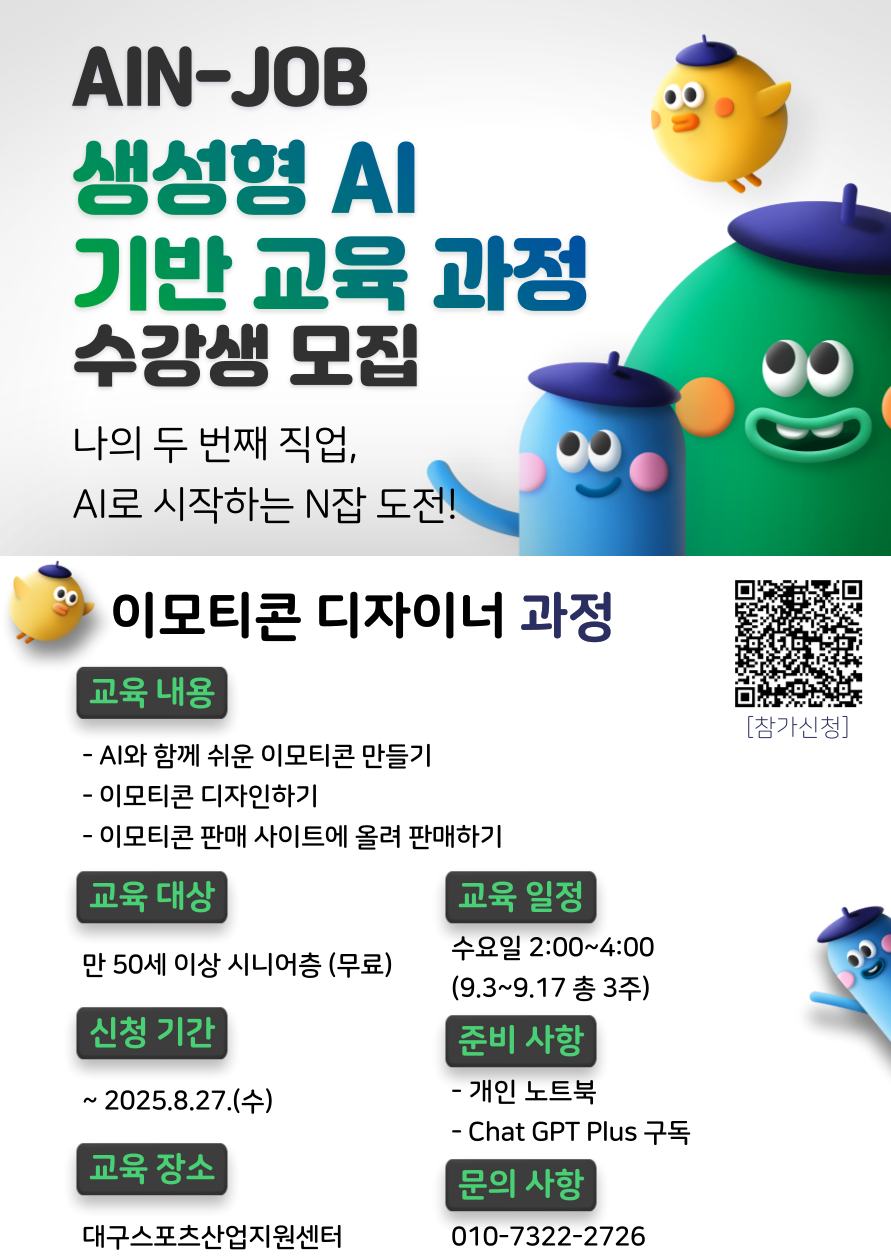 AIN-JOB
생성형 AI
기반 교육 과정
수강생 모집
나의 두 번째 직업,
AI로 시작하는 N잡 도전!
이모티콘 디자이너 과정
[참가신청]
교육 내용
- AI와 함께 쉬운 이모티콘 만들기
- 이모티콘 디자인하기
- 이모티콘 판매 사이트에 올려 판매하기
교육 대상
만 50세 이상 시니어층 (무료)
교육 일정
수요일 2:00~4:00
(9.3~9.17 총 3주)
신청 기간
~ 2025.8.27.(수)
준비 사항
- 개인 노트북
- Chat GPT Plus 구독
교육 장소
대구스포츠산업지원센터
문의 사항
010-7322-2726